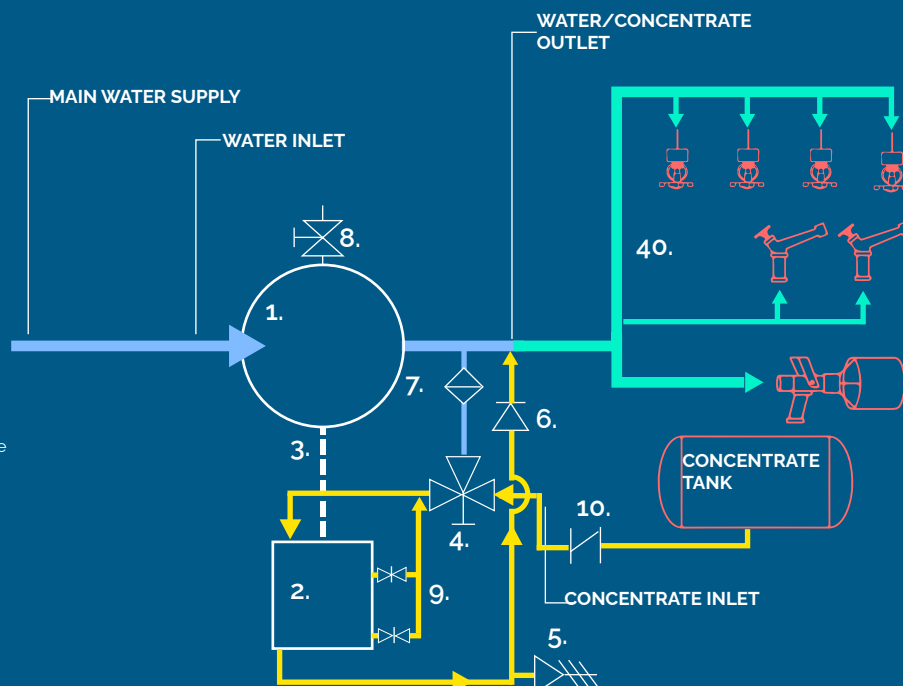 WATER/CONCENTRATE
OUTLET
MAIN WATER SUPPLY
WATER INLET
8.
40.
1.
7.
6.
3.
e
CONCENTRATE
TANK
10.
4.
2.
9.
CONCENTRATE INLET
5.